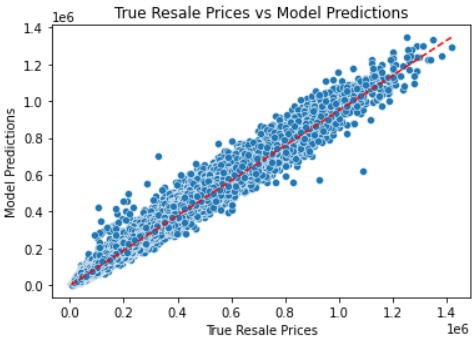 True Resale Prices vs Model Predictions
1e6
1.4
1.2
1.0
0.8
0.6
0.4
0.2
0.0
Model Predictions
0.0 0.2 0.4 0.6 0.8 1.0 1.2 1.4
True Resale Prices
1e6